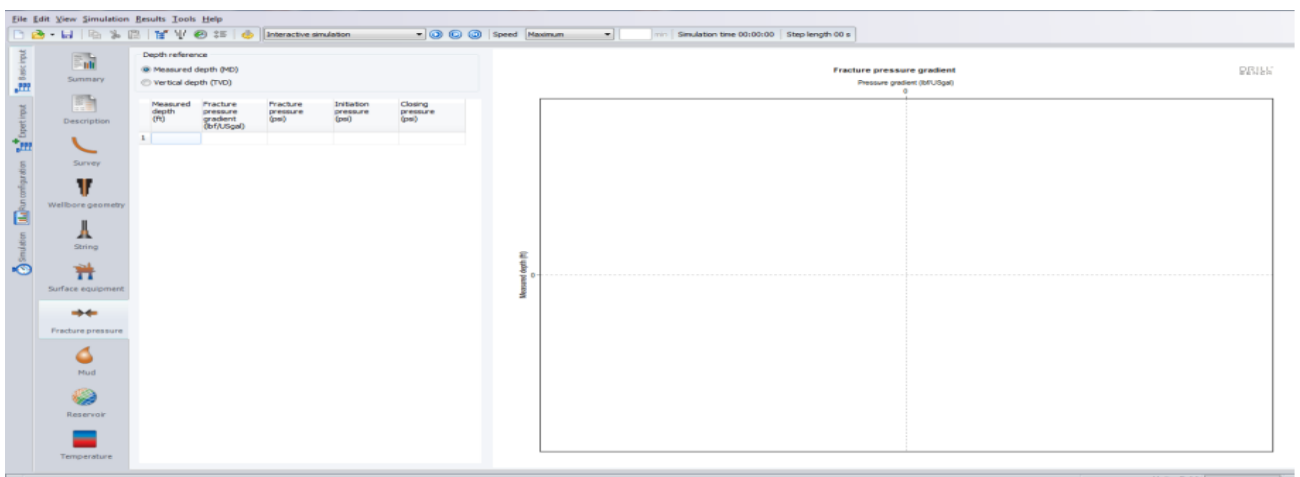 File Edit View Simulation Results Tools Help
Interactive simulation Speed Maximum min Simulation time 00:00:00 Step length 00 s
Basic input
Expert input
Run configuration
Simulation
Summary
Description
Survey
Wellbore geometry
String
Surface equipment
Fracture pressure
Mud
Reservoir
Temperature
Depth reference
Measured depth (MD)
Vertical depth (TVD)
Measured depth (ft)
Fracture pressure gradient (lbf/USgal)
Fracture pressure (psi)
Initiation pressure (psi)
Closing pressure (psi)
1
Fracture pressure gradient
Pressure gradient (lbf/USgal)
0
Measured depth (ft)
0
DRILL
BENCH